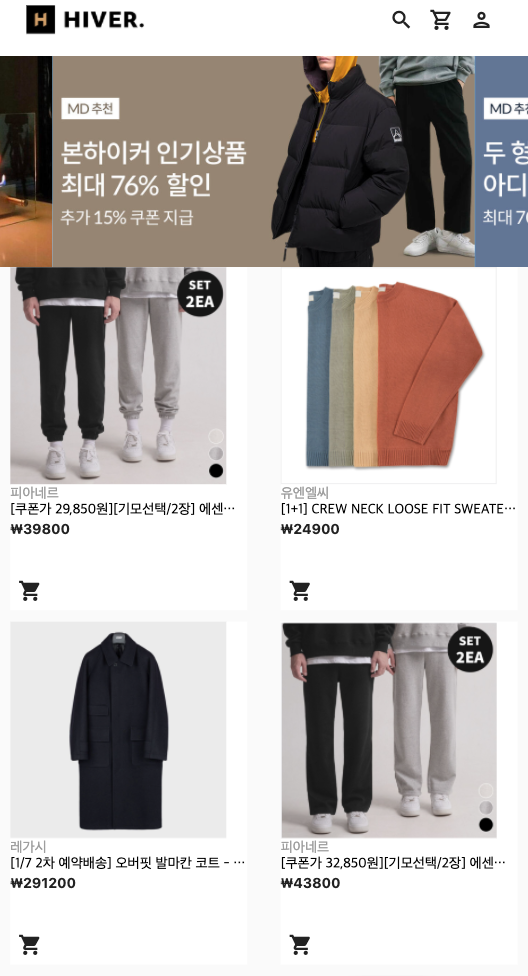 H HIVER.
MD 추천
본하이커 인기상품
최대 76% 할인
추가 15% 쿠폰 지급
MD 추천
두 형
아디
최대 70
SET
2EA
피아네르
[쿠폰가 29,850원][기모선택/2장] 에센…
₩39800
유엔엘씨
[1+1] CREW NECK LOOSE FIT SWEATE…
₩24900
레가시
[1/7 2차 예약배송] 오버핏 발마칸 코트 - …
₩291200
SET
2EA
피아네르
[쿠폰가 32,850원][기모선택/2장] 에센…
₩43800